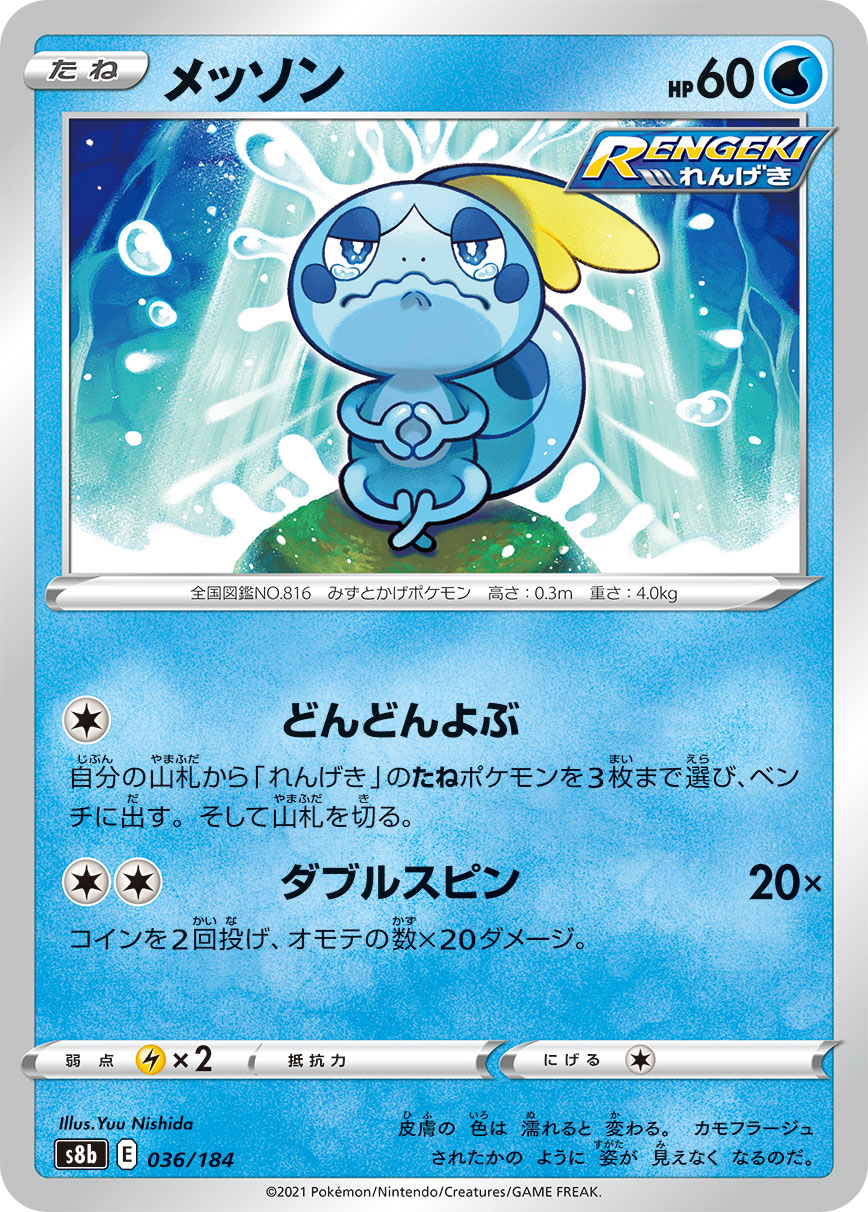 たね メッソン HP60
RENGEKI
れんげき
全国図鑑NO.816 みずとかげポケモン 高さ：0.3m 重さ：4.0kg
どんどんよぶ
自分の山札から「れんげき」のたねポケモンを3枚まで選び、ベン
チに出す。そして山札を切る。
ダブルスピン 20×
コインを2回投げ、オモテの数×20ダメージ。
弱点 ×2 抵抗力 にげる
Illus.Yuu Nishida
皮膚の 色は 濡れると 変わる。 カモフラージュ
されたかの ように 姿が 見えなく なるのだ。
s8b E 036/184
©2021 Pokémon/Nintendo/Creatures/GAME FREAK.